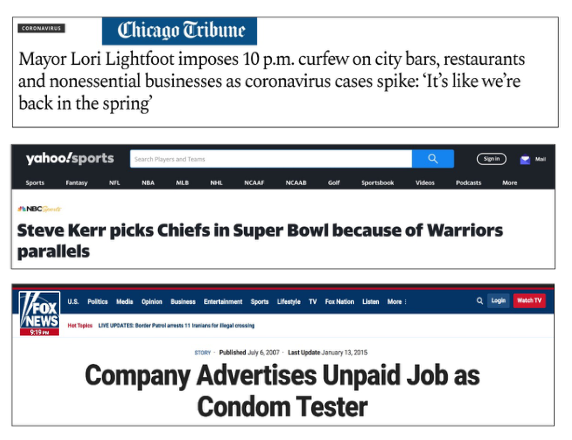 CORONAVIRUS
Chicago Tribune
Mayor Lori Lightfoot imposes 10 p.m. curfew on city bars, restaurants
and nonessential businesses as coronavirus cases spike: ‘It’s like we’re
back in the spring’
yahoo!sports
Search Players and Teams
Sign in
Mail
Sports Fantasy NFL NBA MLB NHL NCAAF NCAAB Golf Sportsbook Videos Podcasts More
NBC Sports
Steve Kerr picks Chiefs in Super Bowl because of Warriors
parallels
FOX
NEWS
9:19 PM
U.S. Politics Media Opinion Business Entertainment Sports Lifestyle TV Fox Nation Listen More
Login
Watch TV
Hot Topics LIVE UPDATES: Border Patrol arrests 11 Iranians for illegal crossing
STORY · Published July 6, 2007 · Last Update January 13, 2015
Company Advertises Unpaid Job as
Condom Tester